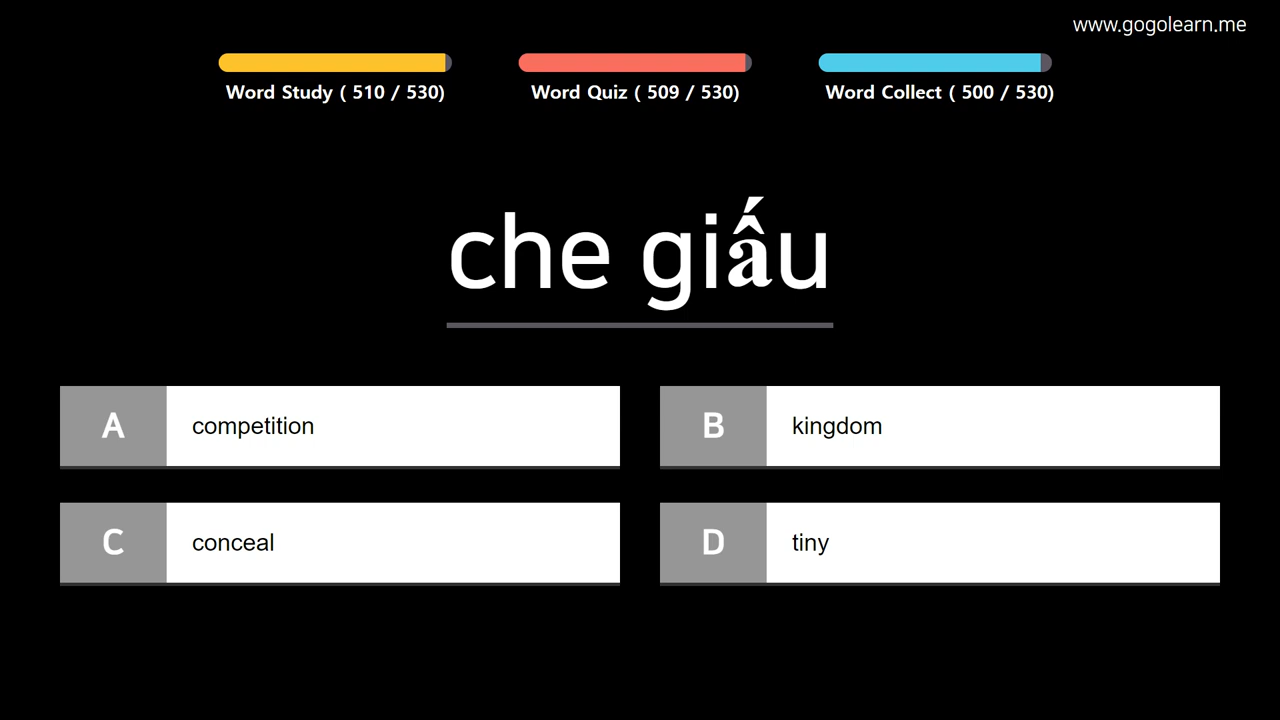 www.gogolearn.me
Word Study ( 510 / 530)
Word Quiz ( 509 / 530)
Word Collect ( 500 / 530)
che giấu
A competition
B kingdom
C conceal
D tiny